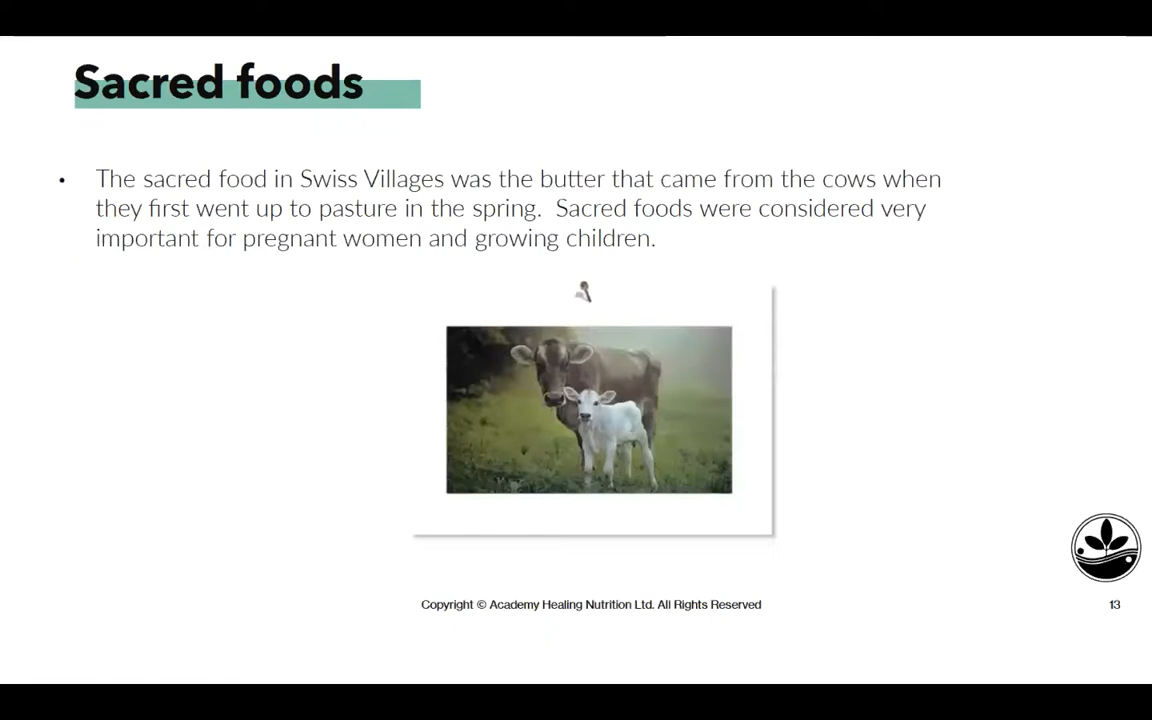 Sacred foods
• The sacred food in Swiss Villages was the butter that came from the cows when
they first went up to pasture in the spring.  Sacred foods were considered very
important for pregnant women and growing children.
Copyright © Academy Healing Nutrition Ltd. All Rights Reserved
13